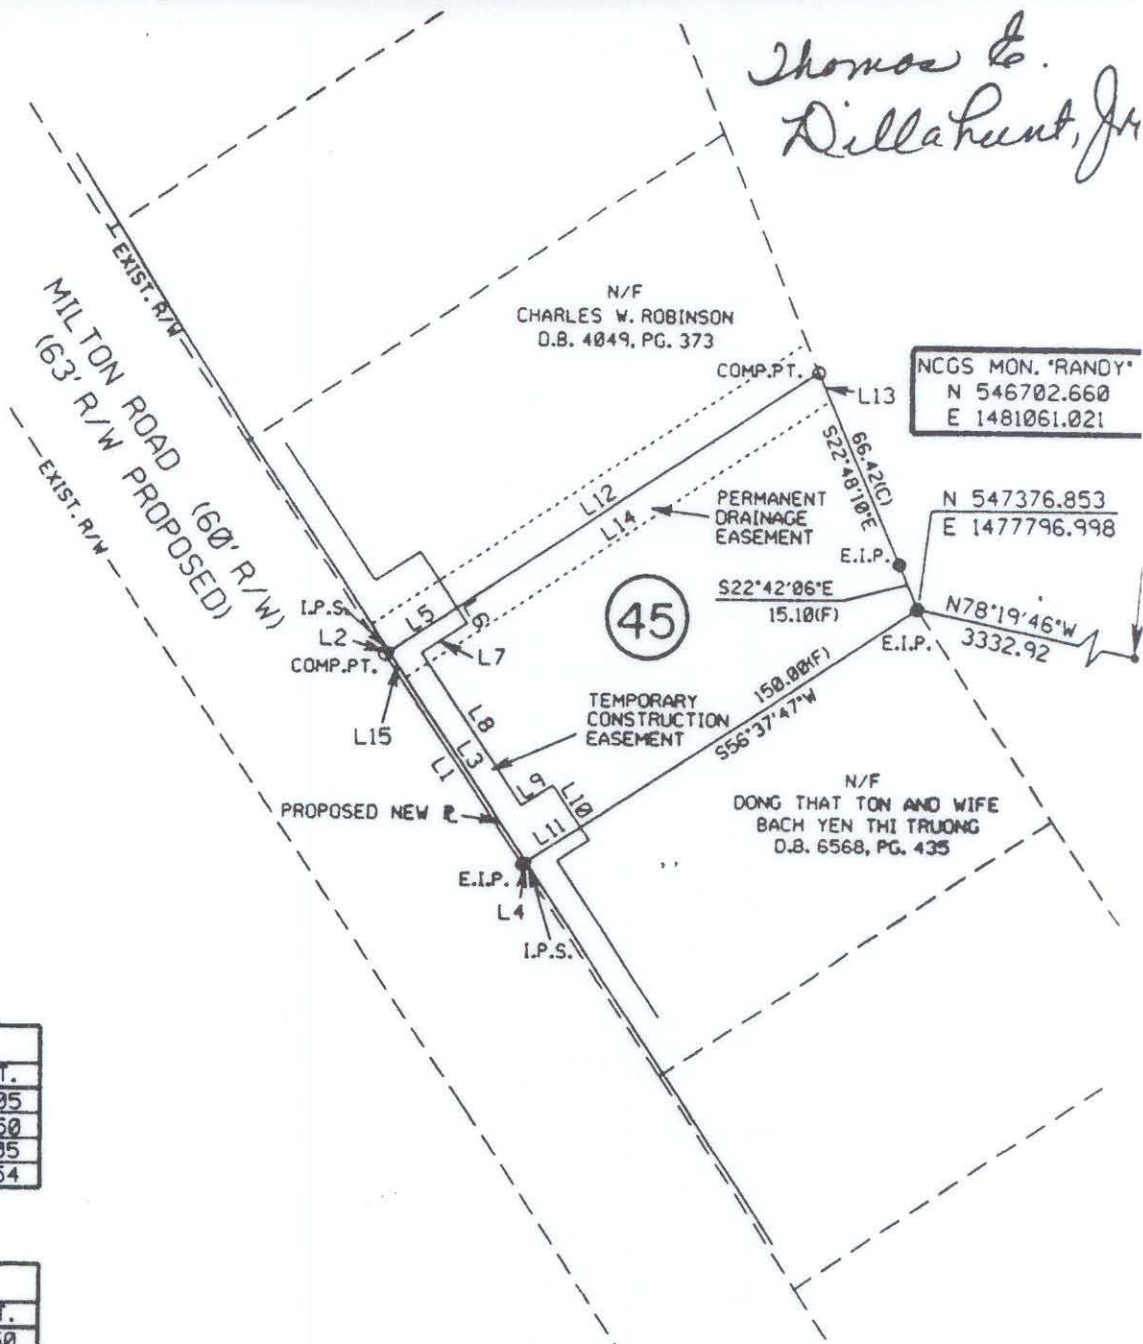 Thomas E.
Dillahunt, Jr
EXIST. R/W
MILTON ROAD (60' R/W)
(63' R/W PROPOSED)
EXIST. R/W
N/F
CHARLES W. ROBINSON
D.B. 4049, PG. 373
COMP.PT.
L13
NCGS MON. "RANDY"
N 546702.660
E 1481061.021
66.42(C)
S22°48'10"E
L12
L14
PERMANENT
DRAINAGE
EASEMENT
N 547376.853
E 1477796.998
E.I.P.
S22°42'06"E
15.10(F)
45
N78°19'46"W
3332.92
E.I.P.
I.P.S.
L2
COMP.PT.
L5
L6
L7
L15
L8
L3
L1
TEMPORARY
CONSTRUCTION
EASEMENT
150.00(F)
S56°37'47"W
L9
L10
L11
PROPOSED NEW
N/F
DONG THAT TON AND WIFE
BACH YEN THI TRUONG
D.B. 6568, PG. 435
E.I.P.
L4
I.P.S.
T.
05
60
05
54
T.